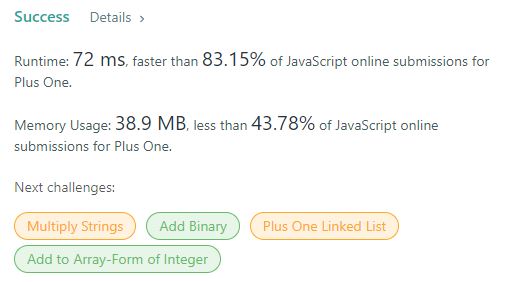 Success Details >
Runtime: 72 ms, faster than 83.15% of JavaScript online submissions for
Plus One.
Memory Usage: 38.9 MB, less than 43.78% of JavaScript online
submissions for Plus One.
Next challenges:
Multiply Strings Add Binary Plus One Linked List
Add to Array-Form of Integer